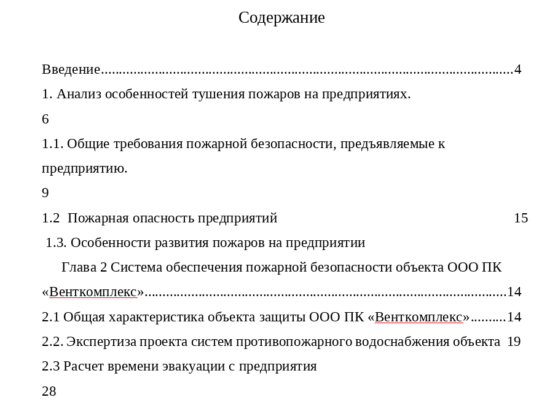 Содержание
Введение....................................................................................................................4
1. Анализ особенностей тушения пожаров на предприятиях.
6
1.1. Общие требования пожарной безопасности, предъявляемые к
предприятию.
9
1.2  Пожарная опасность предприятий 15
1.3. Особенности развития пожаров на предприятии
Глава 2 Система обеспечения пожарной безопасности объекта ООО ПК
«Венткомплекс».....................................................................................................14
2.1 Общая характеристика объекта защиты ООО ПК «Венткомплекс»..........14
2.2. Экспертиза проекта систем противопожарного водоснабжения объекта  19
2.3 Расчет времени эвакуации с предприятия
28